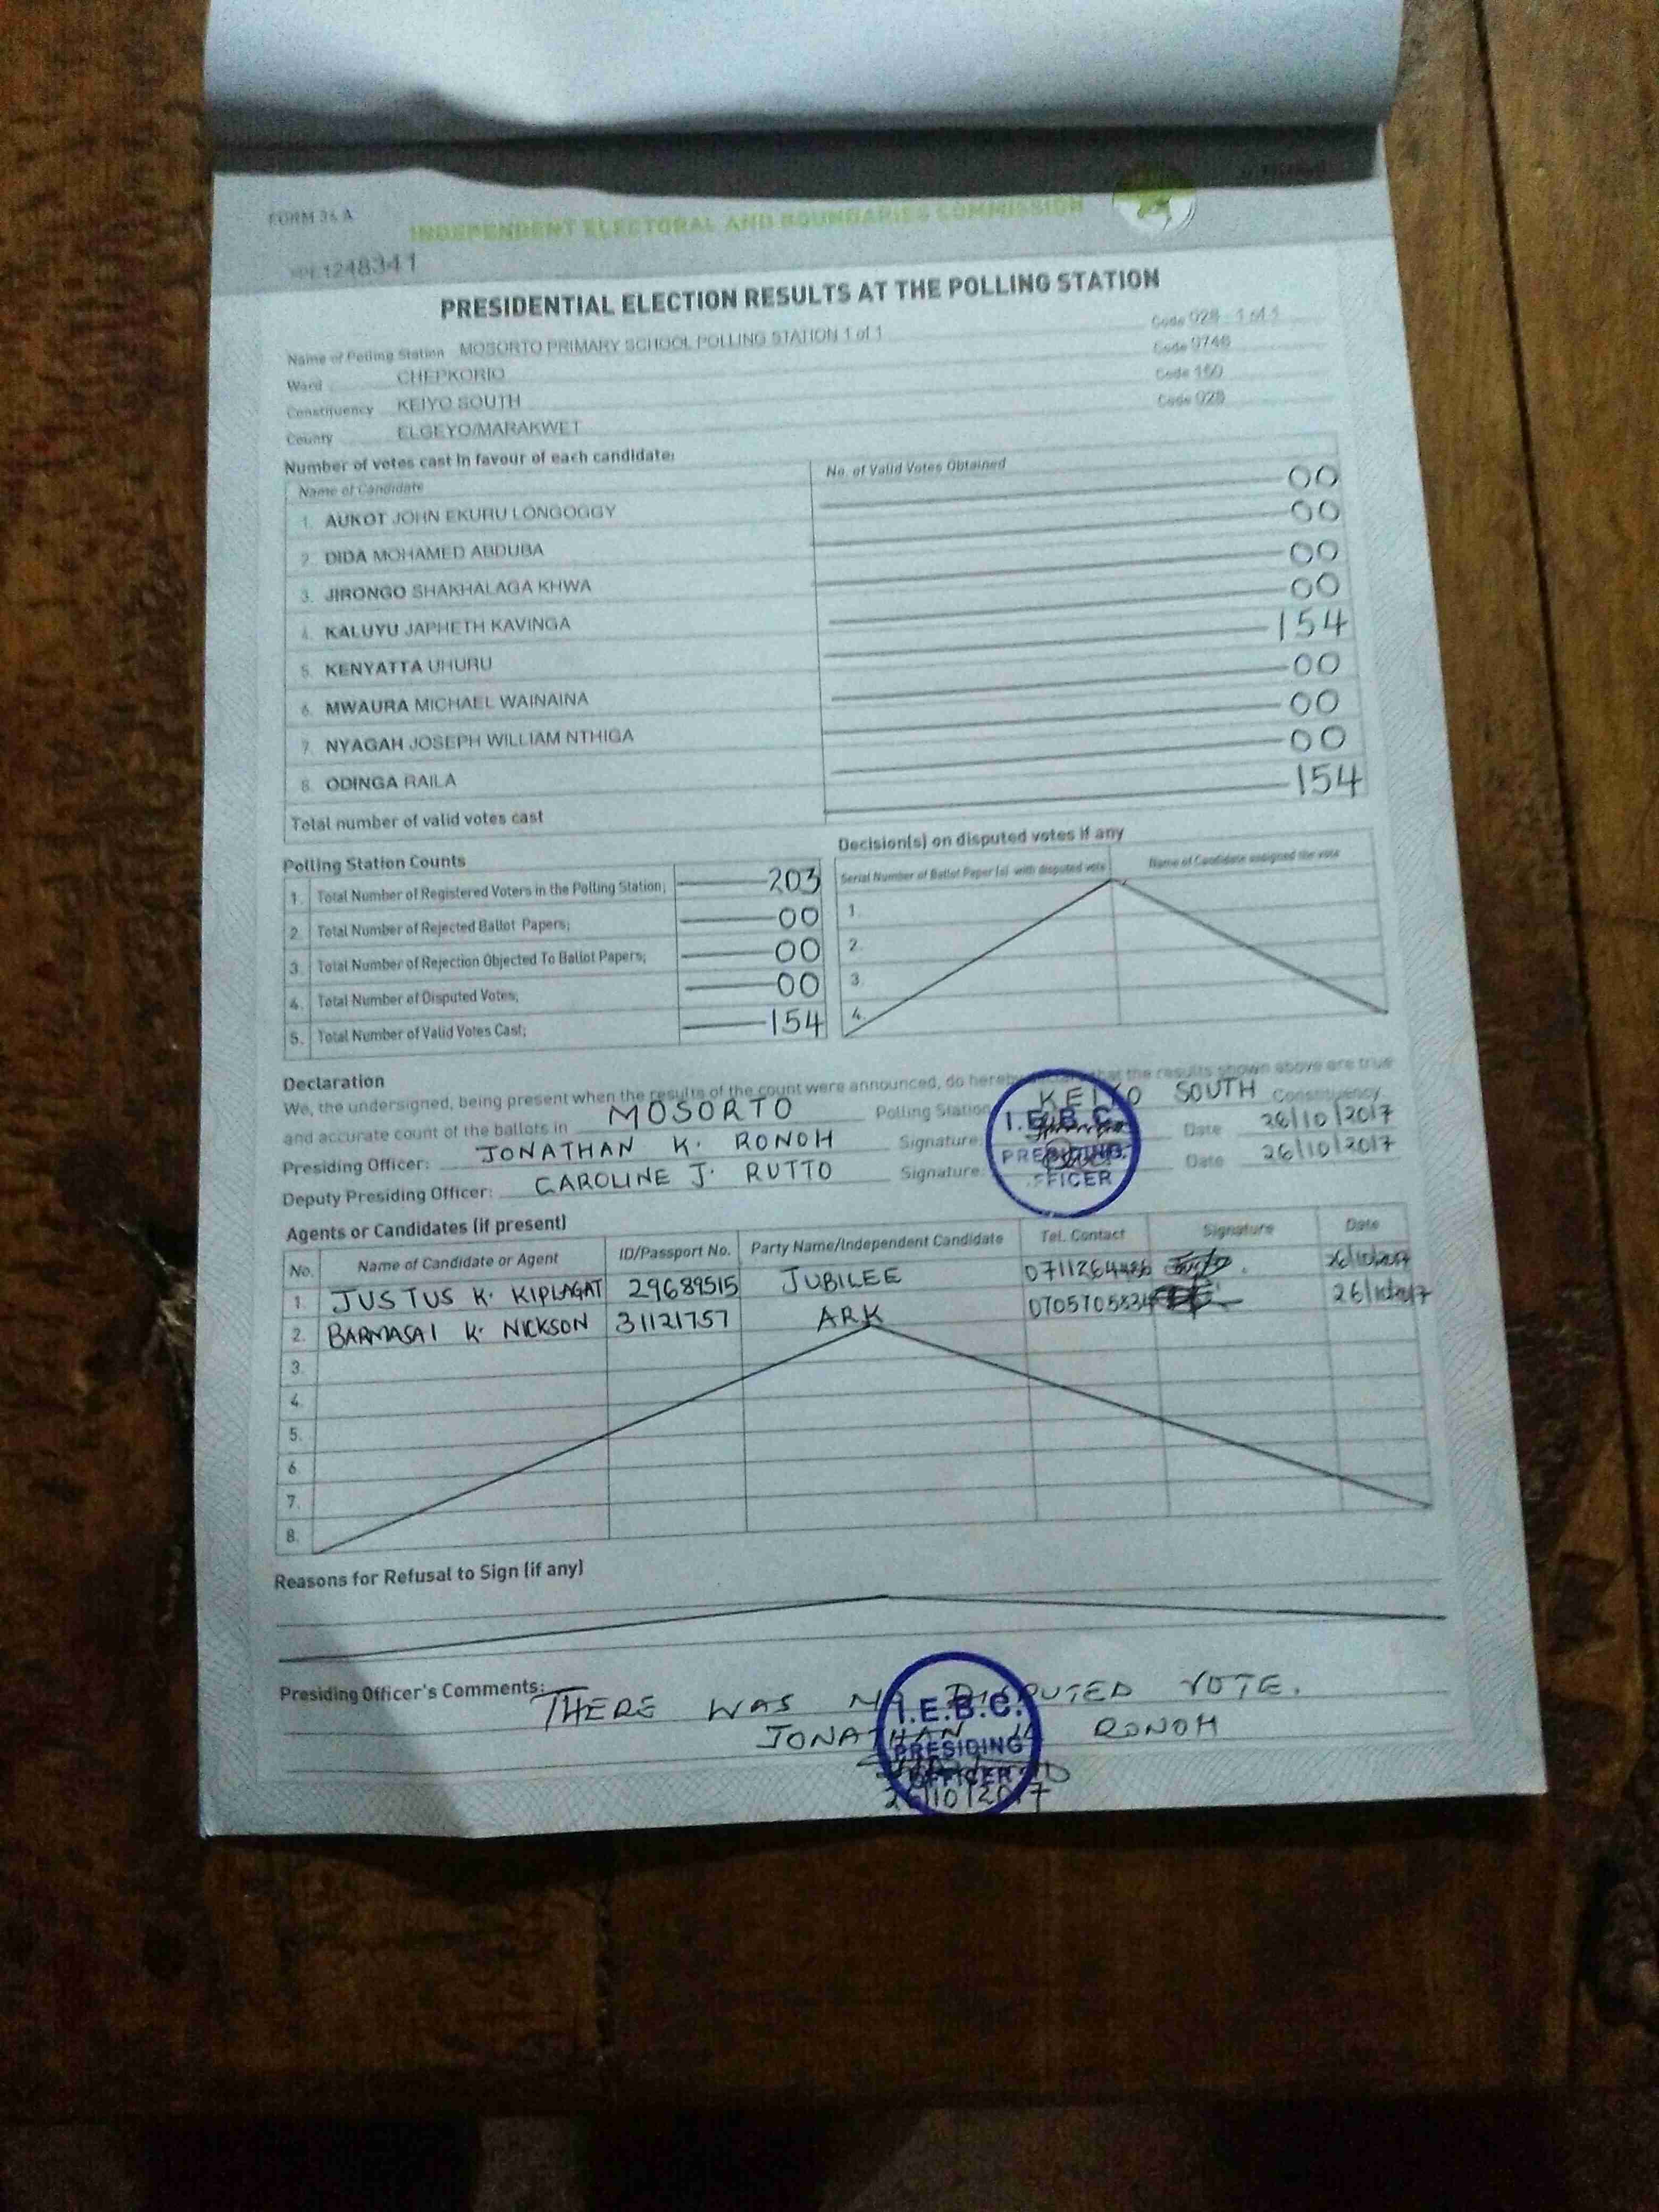 FORM 34 A
INDEPENDENT ELECTORAL AND BOUNDARIES COMMISSION
1248341
PRESIDENTIAL ELECTION RESULTS AT THE POLLING STATION
Name of Polling Station MOSORTO PRIMARY SCHOOL POLLING STATION 1 of 1 Code 028 - 1 of 1
Ward CHEPKORIO Code 0746
Constituency KEIYO SOUTH Code 150
County ELGEYO/MARAKWET Code 028
Number of votes cast in favour of each candidate:
Name of Candidate No. of Valid Votes Obtained
1. AUKOT JOHN EKURU LONGOGGY 00
2. DIDA MOHAMED ABDUBA 00
3. JIRONGO SHAKHALAGA KHWA 00
4. KALUYU JAPHETH KAVINGA 00
5. KENYATTA UHURU 154
6. MWAURA MICHAEL WAINAINA 00
7. NYAGAH JOSEPH WILLIAM NTHIGA 00
8. ODINGA RAILA 00
Total number of valid votes cast 154
Polling Station Counts
1. Total Number of Registered Voters in the Polling Station; 203
2. Total Number of Rejected Ballot Papers; 00
3. Total Number of Rejection Objected To Ballot Papers; 00
4. Total Number of Disputed Votes; 00
5. Total Number of Valid Votes Cast; 154
Decision(s) on disputed votes if any
Serial Number of Ballot Paper (s) with disputed vote Name of Candidate assigned the vote
1.
2.
3.
4.
Declaration
We, the undersigned, being present when the results of the count were announced, do hereby that the results shown above are true
and accurate count of the ballots in MOSORTO Polling Station KEIYO SOUTH Constituency
Presiding Officer: JONATHAN K. RONOH Signature: Date 26/10/2017
Deputy Presiding Officer: CAROLINE J. RUTTO Signature: Date 26/10/2017
I.E.B.C.
PRESIDING
OFFICER
Agents or Candidates (if present)
No. Name of Candidate or Agent ID/Passport No. Party Name/Independent Candidate Tel. Contact Signature Date
1. JUSTUS K. KIPLAGAT 29689515 JUBILEE 26/10/2017
2. BARMASAI K. NICKSON 31121757 ARK 26/10/2017
3.
4.
5.
6
7.
8.
Reasons for Refusal to Sign (if any)
Presiding Officer's Comments: THERE WAS NO DISPUTED VOTE.
JONATHAN K RONOH
26/10/2017
I.E.B.C.
PRESIDING
OFFICER